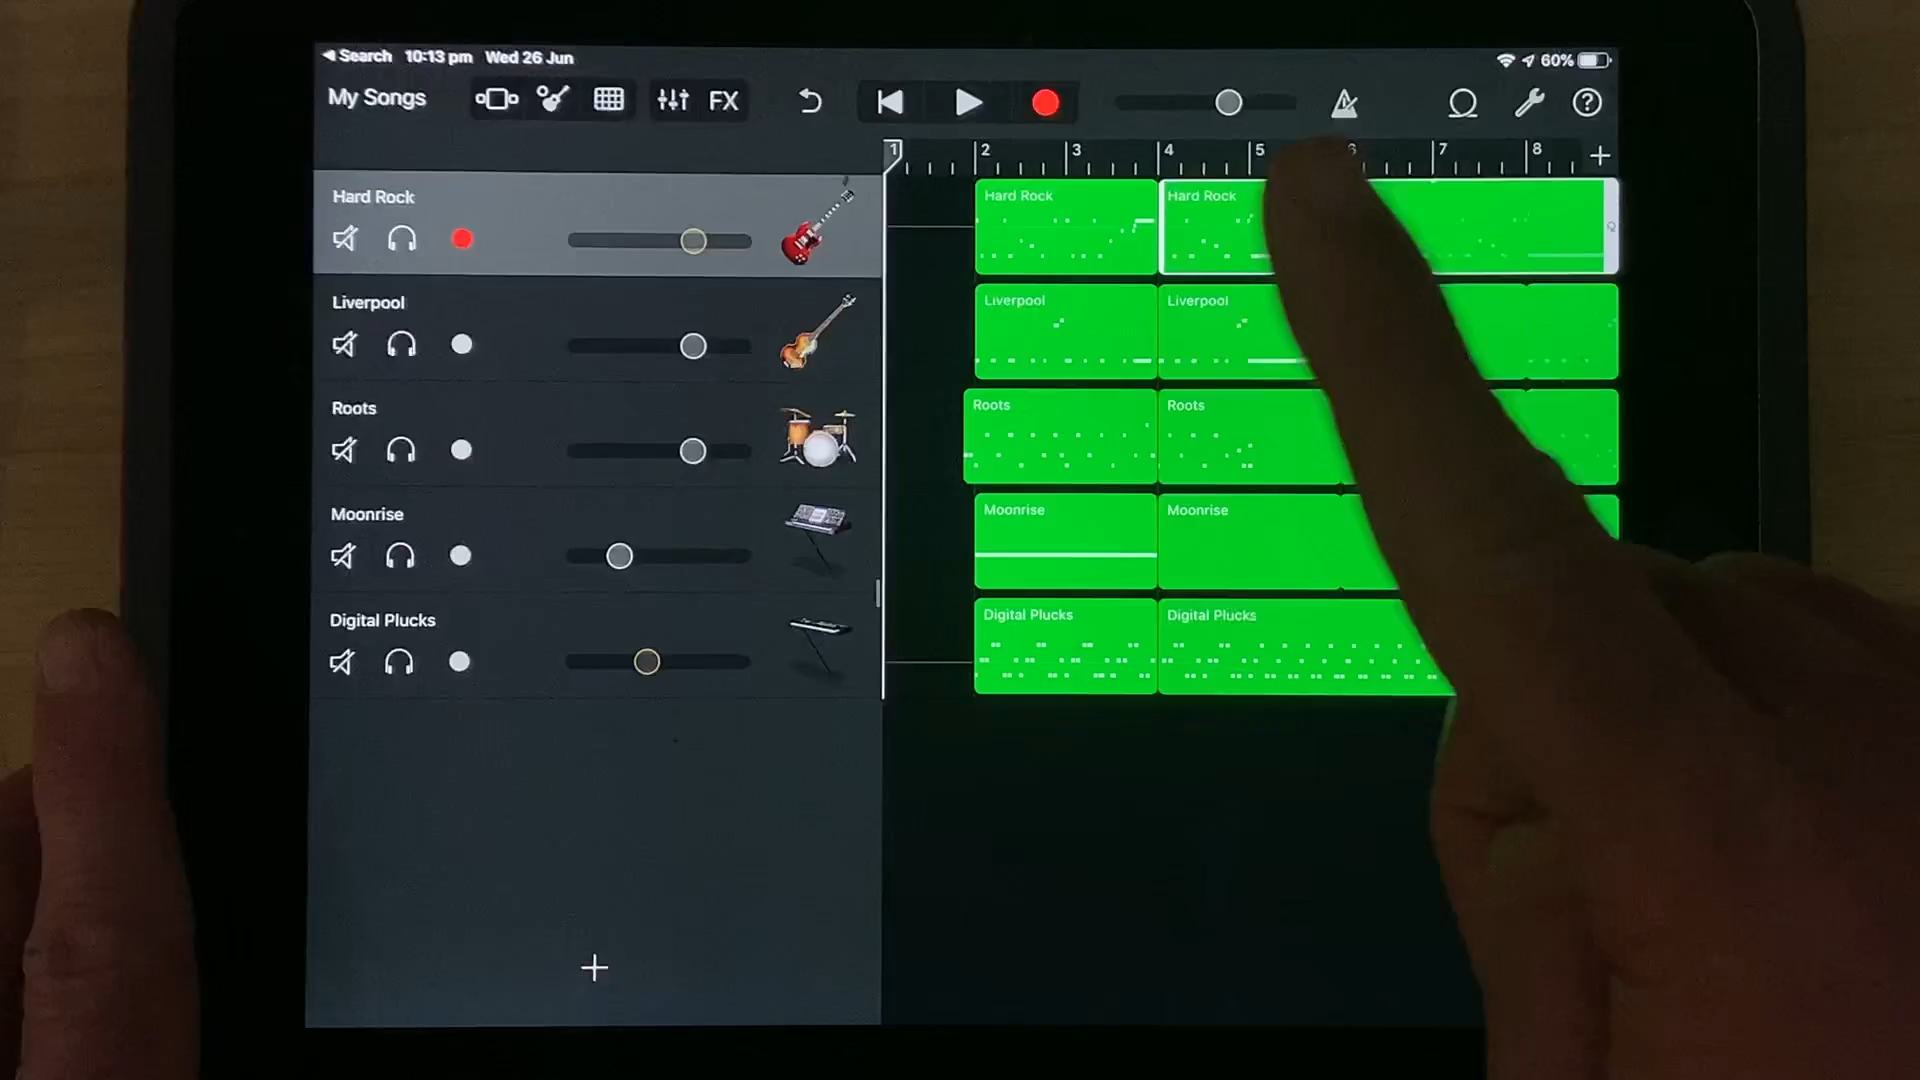 ◀ Search 10:13 pm Wed 26 Jun 60%
My Songs FX ?
1 2 3 4 5 6 7 8 +
Hard Rock Hard Rock Hard Rock
Liverpool Liverpool Liverpool
Roots Roots Roots
Moonrise Moonrise Moonrise
Digital Plucks Digital Plucks Digital Plucks
+